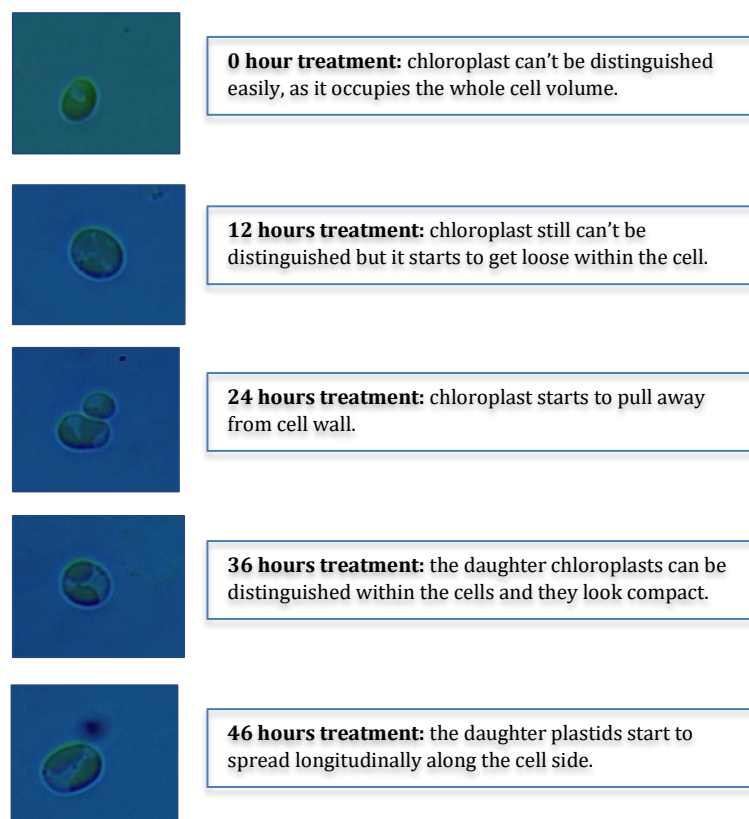 0 hour treatment: chloroplast can’t be distinguished
easily, as it occupies the whole cell volume.
12 hours treatment: chloroplast still can’t be
distinguished but it starts to get loose within the cell.
24 hours treatment: chloroplast starts to pull away
from cell wall.
36 hours treatment: the daughter chloroplasts can be
distinguished within the cells and they look compact.
46 hours treatment: the daughter plastids start to
spread longitudinally along the cell side.